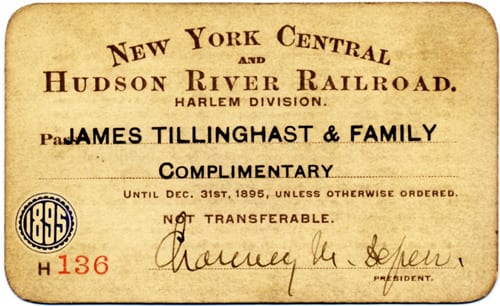 NEW YORK CENTRAL
AND
HUDSON RIVER RAILROAD.
HARLEM DIVISION.
Pass JAMES TILLINGHAST & FAMILY
COMPLIMENTARY
UNTIL DEC. 31ST, 1895, UNLESS OTHERWISE ORDERED.
NOT TRANSFERABLE.
1895
Chauncey M. Depew.
H 136
PRESIDENT.